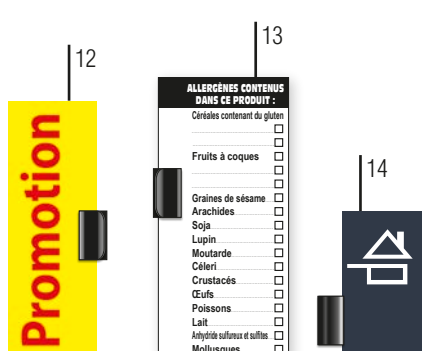 12
Promotion
13
ALLERGÈNES CONTENUS
DANS CE PRODUIT :
Céréales contenant du gluten
Fruits à coques
Graines de sésame
Arachides
Soja
Lupin
Moutarde
Céleri
Crustacés
Œufs
Poissons
Lait
Anhydride sulfureux et sulfites
Mollusques
14